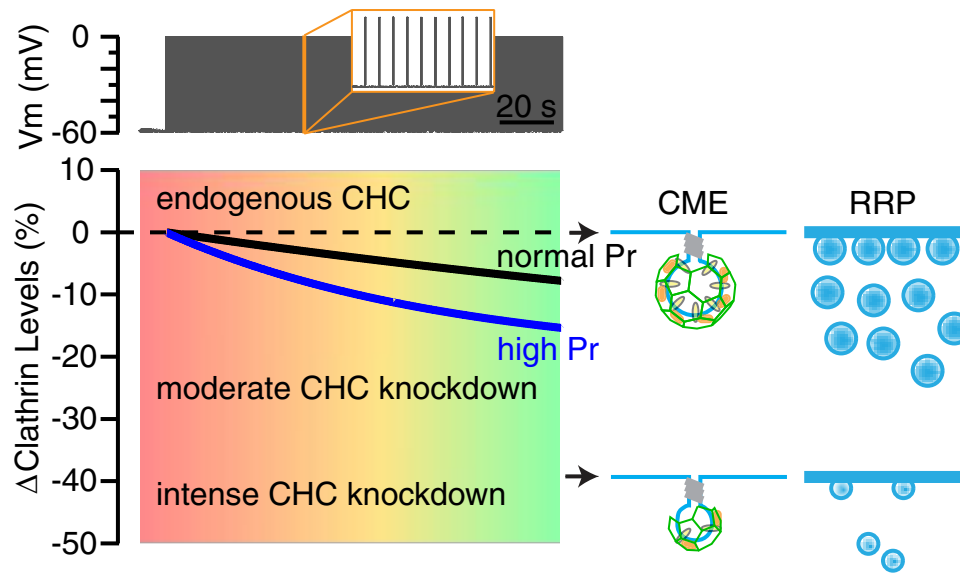 0
-60
Vm (mV)
20 s
10
0
-10
-20
-30
-40
-50
ΔClathrin Levels (%)
endogenous CHC
normal Pr
high Pr
moderate CHC knockdown
intense CHC knockdown
CME
RRP